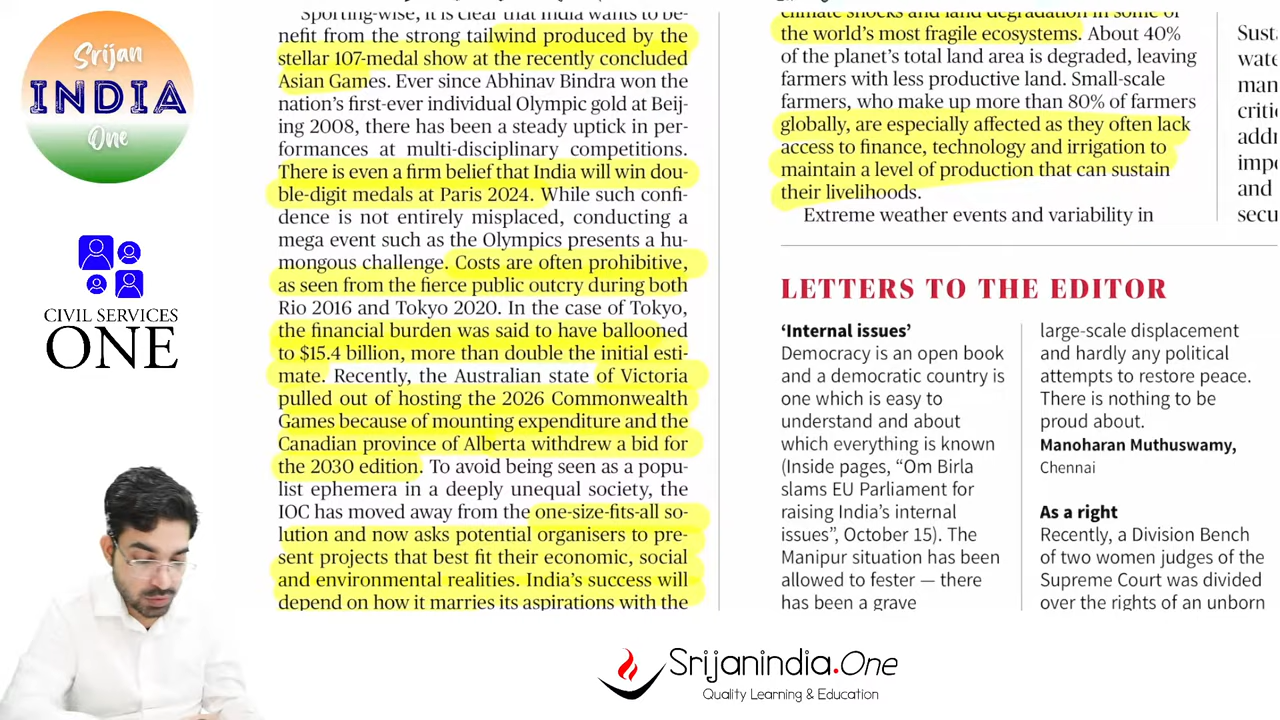 Srijan
INDIA
One
CIVIL SERVICES
ONE
Sporting-wise, it is clear that India wants to be-
nefit from the strong tailwind produced by the
stellar 107-medal show at the recently concluded
Asian Games. Ever since Abhinav Bindra won the
nation's first-ever individual Olympic gold at Beij-
ing 2008, there has been a steady uptick in per-
formances at multi-disciplinary competitions.
There is even a firm belief that India will win dou-
ble-digit medals at Paris 2024. While such confi-
dence is not entirely misplaced, conducting a
mega event such as the Olympics presents a hu-
mongous challenge. Costs are often prohibitive,
as seen from the fierce public outcry during both
Rio 2016 and Tokyo 2020. In the case of Tokyo,
the financial burden was said to have ballooned
to $15.4 billion, more than double the initial esti-
mate. Recently, the Australian state of Victoria
pulled out of hosting the 2026 Commonwealth
Games because of mounting expenditure and the
Canadian province of Alberta withdrew a bid for
the 2030 edition. To avoid being seen as a popu-
list ephemera in a deeply unequal society, the
IOC has moved away from the one-size-fits-all so-
lution and now asks potential organisers to pre-
sent projects that best fit their economic, social
and environmental realities. India's success will
depend on how it marries its aspirations with the
climate shocks and land degradation in some of
the world's most fragile ecosystems. About 40%
of the planet's total land area is degraded, leaving
farmers with less productive land. Small-scale
farmers, who make up more than 80% of farmers
globally, are especially affected as they often lack
access to finance, technology and irrigation to
maintain a level of production that can sustain
their livelihoods.
Extreme weather events and variability in
LETTERS TO THE EDITOR
‘Internal issues’
Democracy is an open book
and a democratic country is
one which is easy to
understand and about
which everything is known
(Inside pages, “Om Birla
slams EU Parliament for
raising India’s internal
issues”, October 15). The
Manipur situation has been
allowed to fester — there
has been a grave
large-scale displacement
and hardly any political
attempts to restore peace.
There is nothing to be
proud about.
Manoharan Muthuswamy,
Chennai
As a right
Recently, a Division Bench
of two women judges of the
Supreme Court was divided
over the rights of an unborn
and
Srijanindia.One
Quality Learning & Education